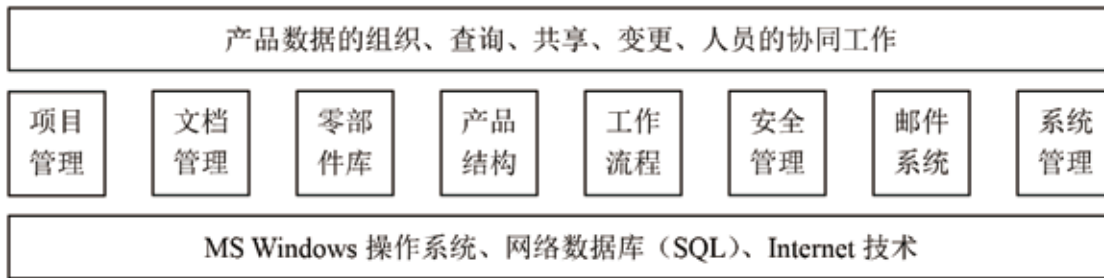 产品数据的组织、查询、共享、变更、人员的协同工作
项目
管理
文档
管理
零部
件库
产品
结构
工作
流程
安全
管理
邮件
系统
系统
管理
MS Windows 操作系统、网络数据库（SQL）、Internet 技术